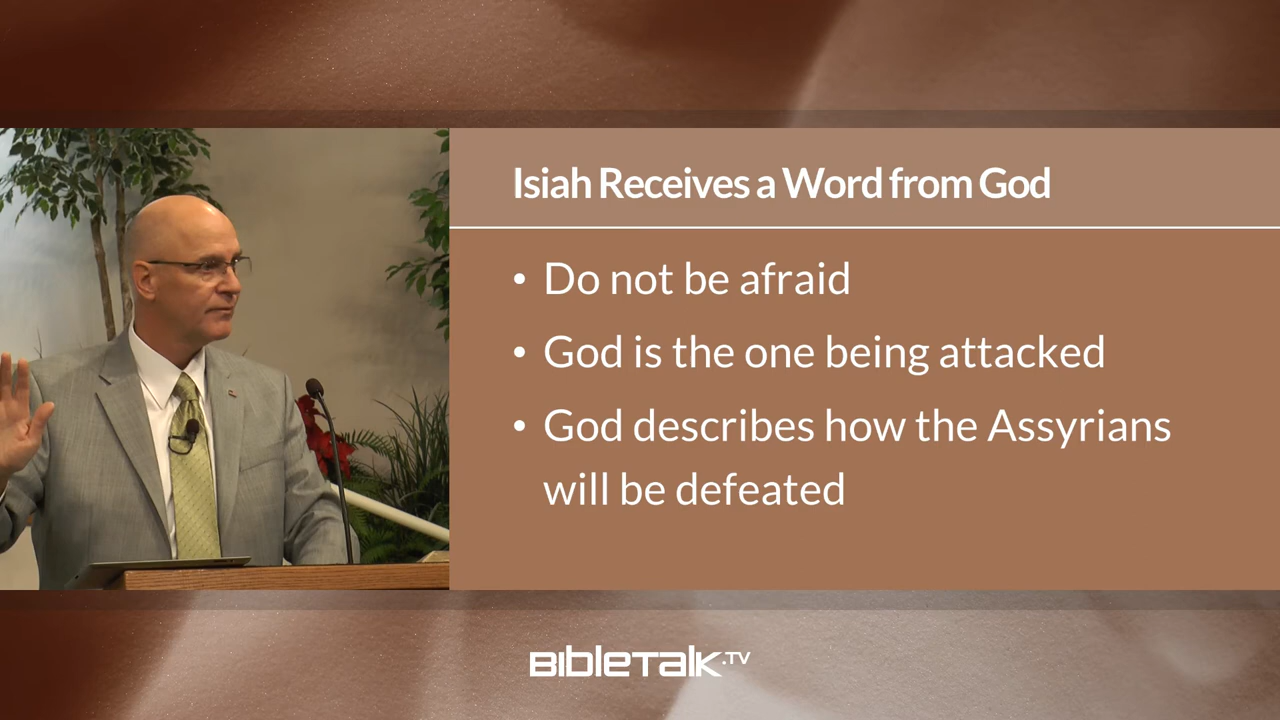 Isiah Receives a Word from God
• Do not be afraid
• God is the one being attacked
• God describes how the Assyrians
will be defeated
BibleTalk.TV